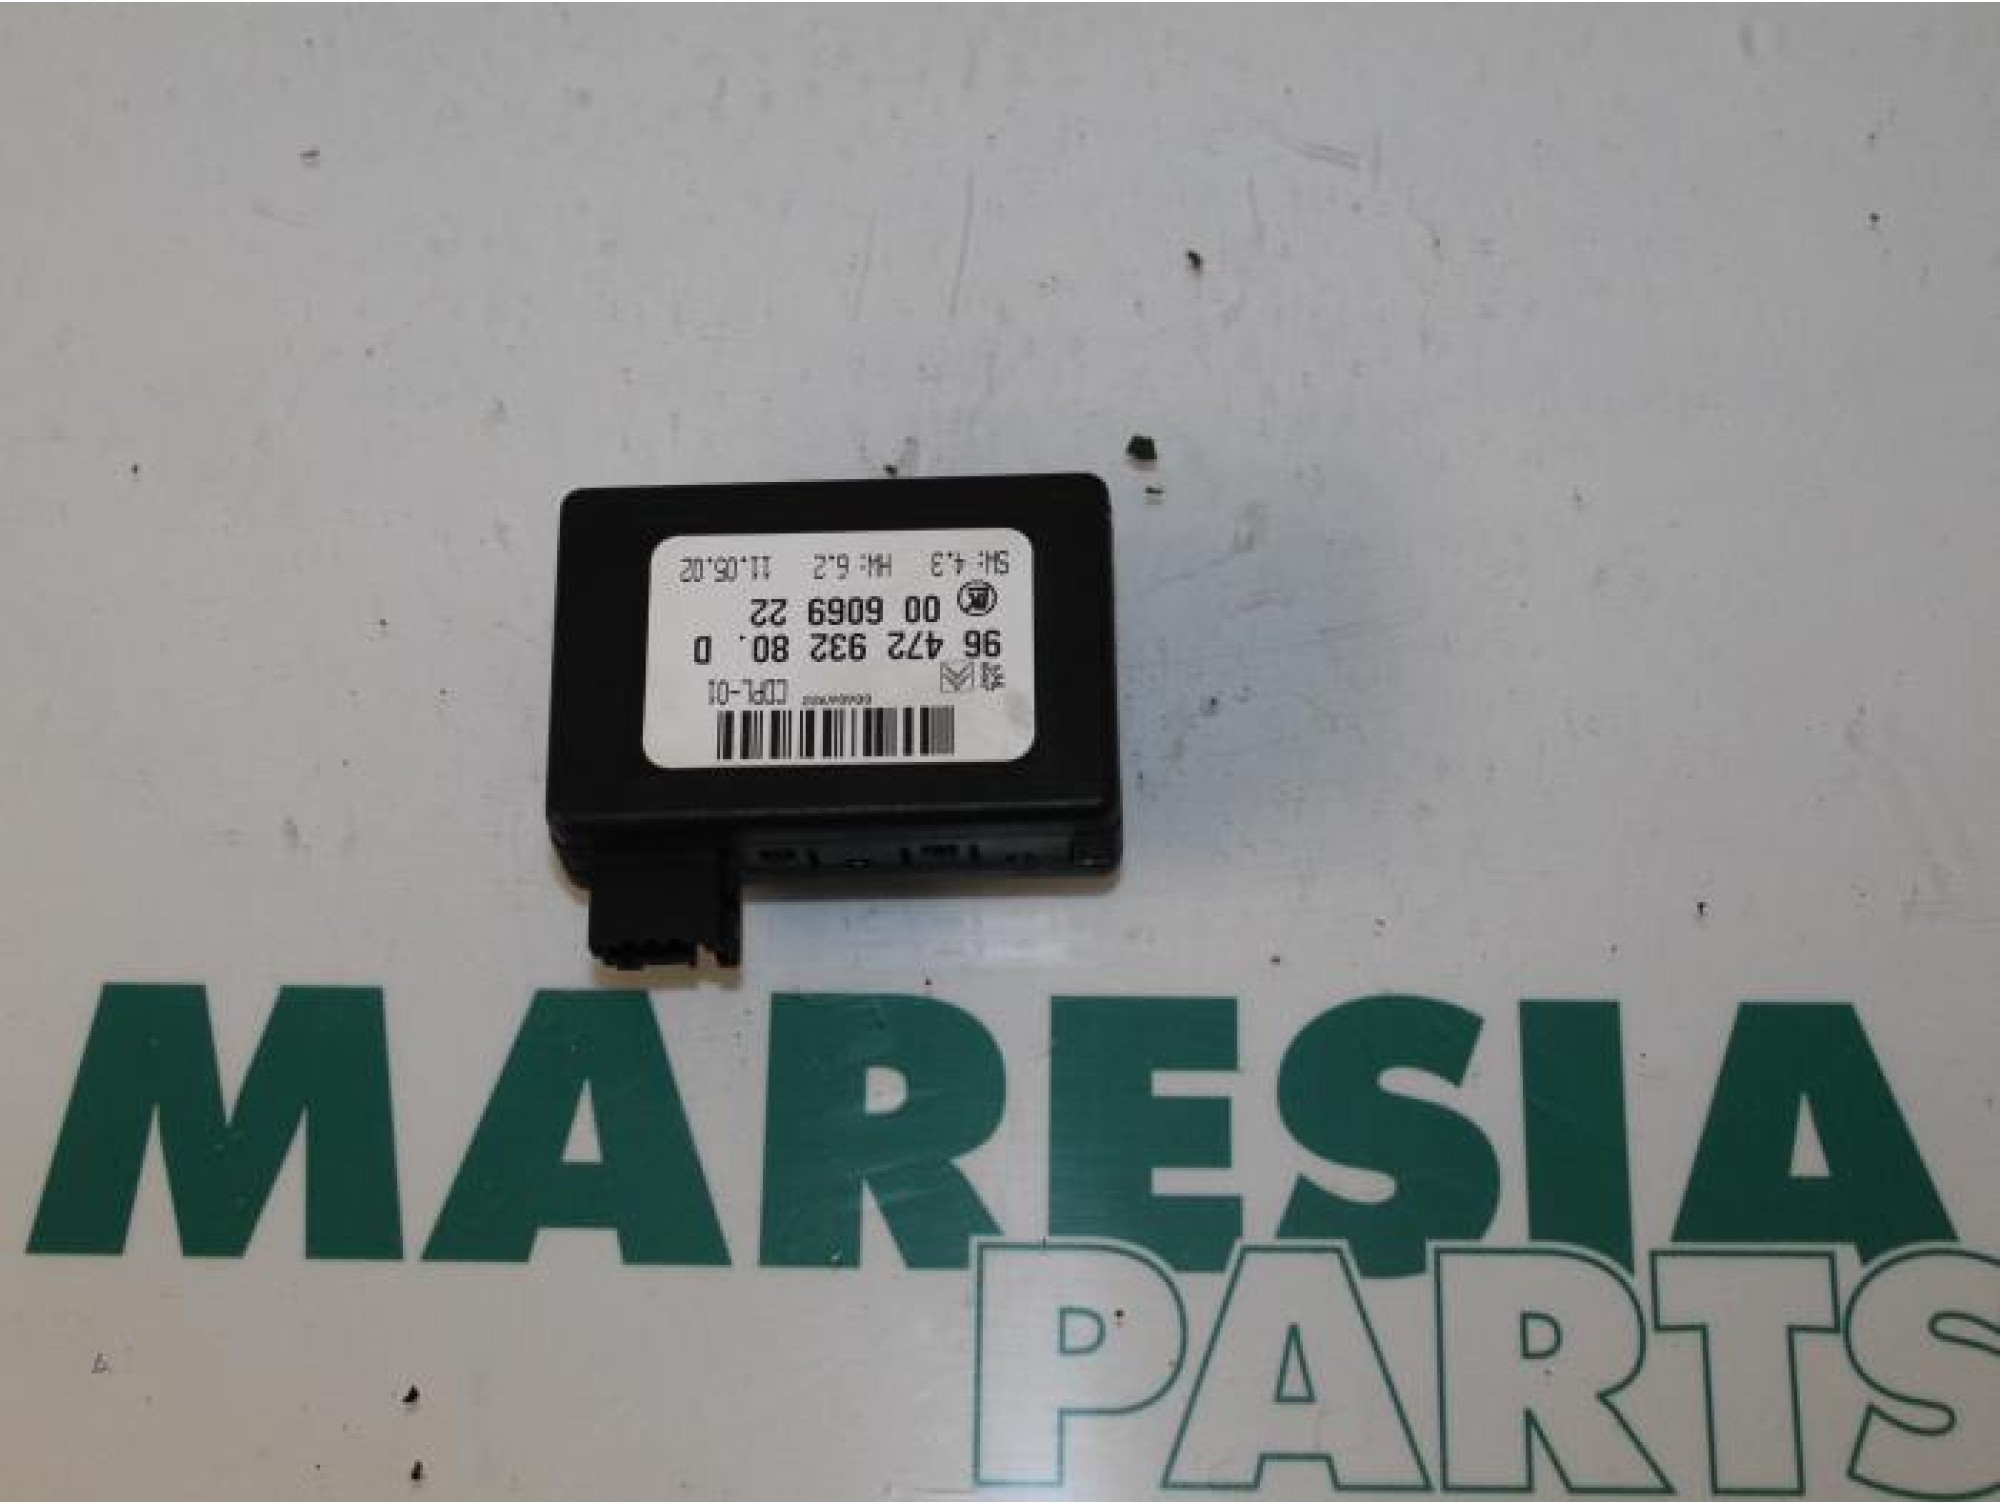 CDPL-01
96 472 932 80. D
00 6069 22
SW: 4.3 HW: 6.2 11.05.02
MARESIA
PARTS